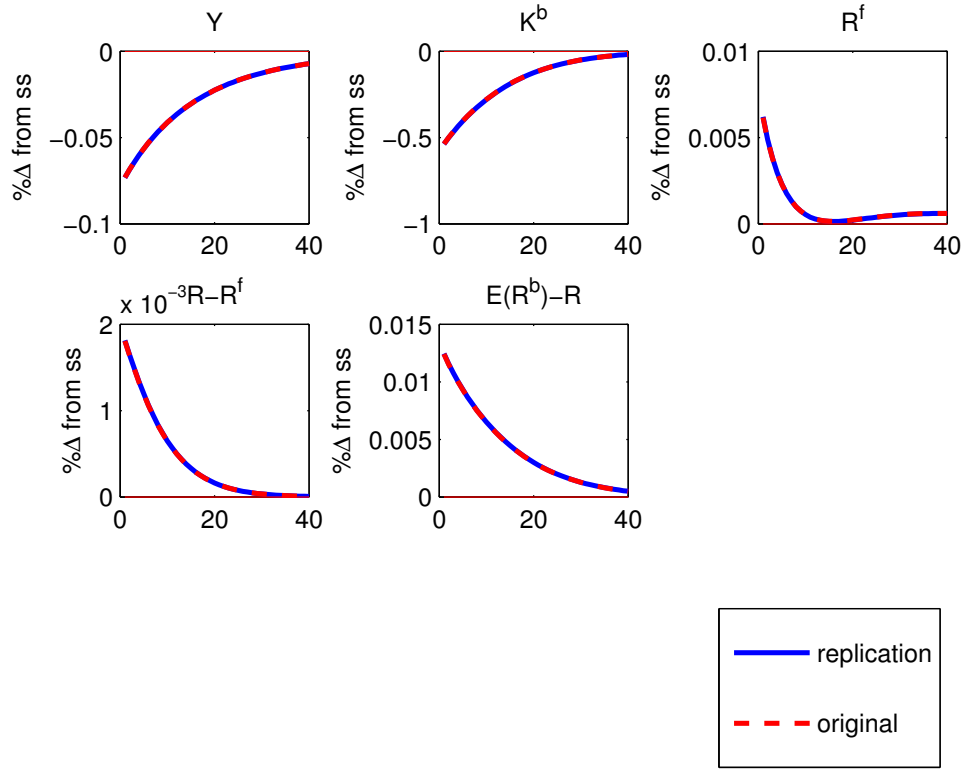 Y
0
−0.05
−0.1
0
20
40
%Δ from ss
K^b
0
−0.5
−1
0
20
40
%Δ from ss
R^f
0.01
0.005
0
0
20
40
%Δ from ss
x 10^−3
R−R^f
2
1
0
0
20
40
%Δ from ss
E(R^b)−R
0.015
0.01
0.005
0
0
20
40
%Δ from ss
replication
original